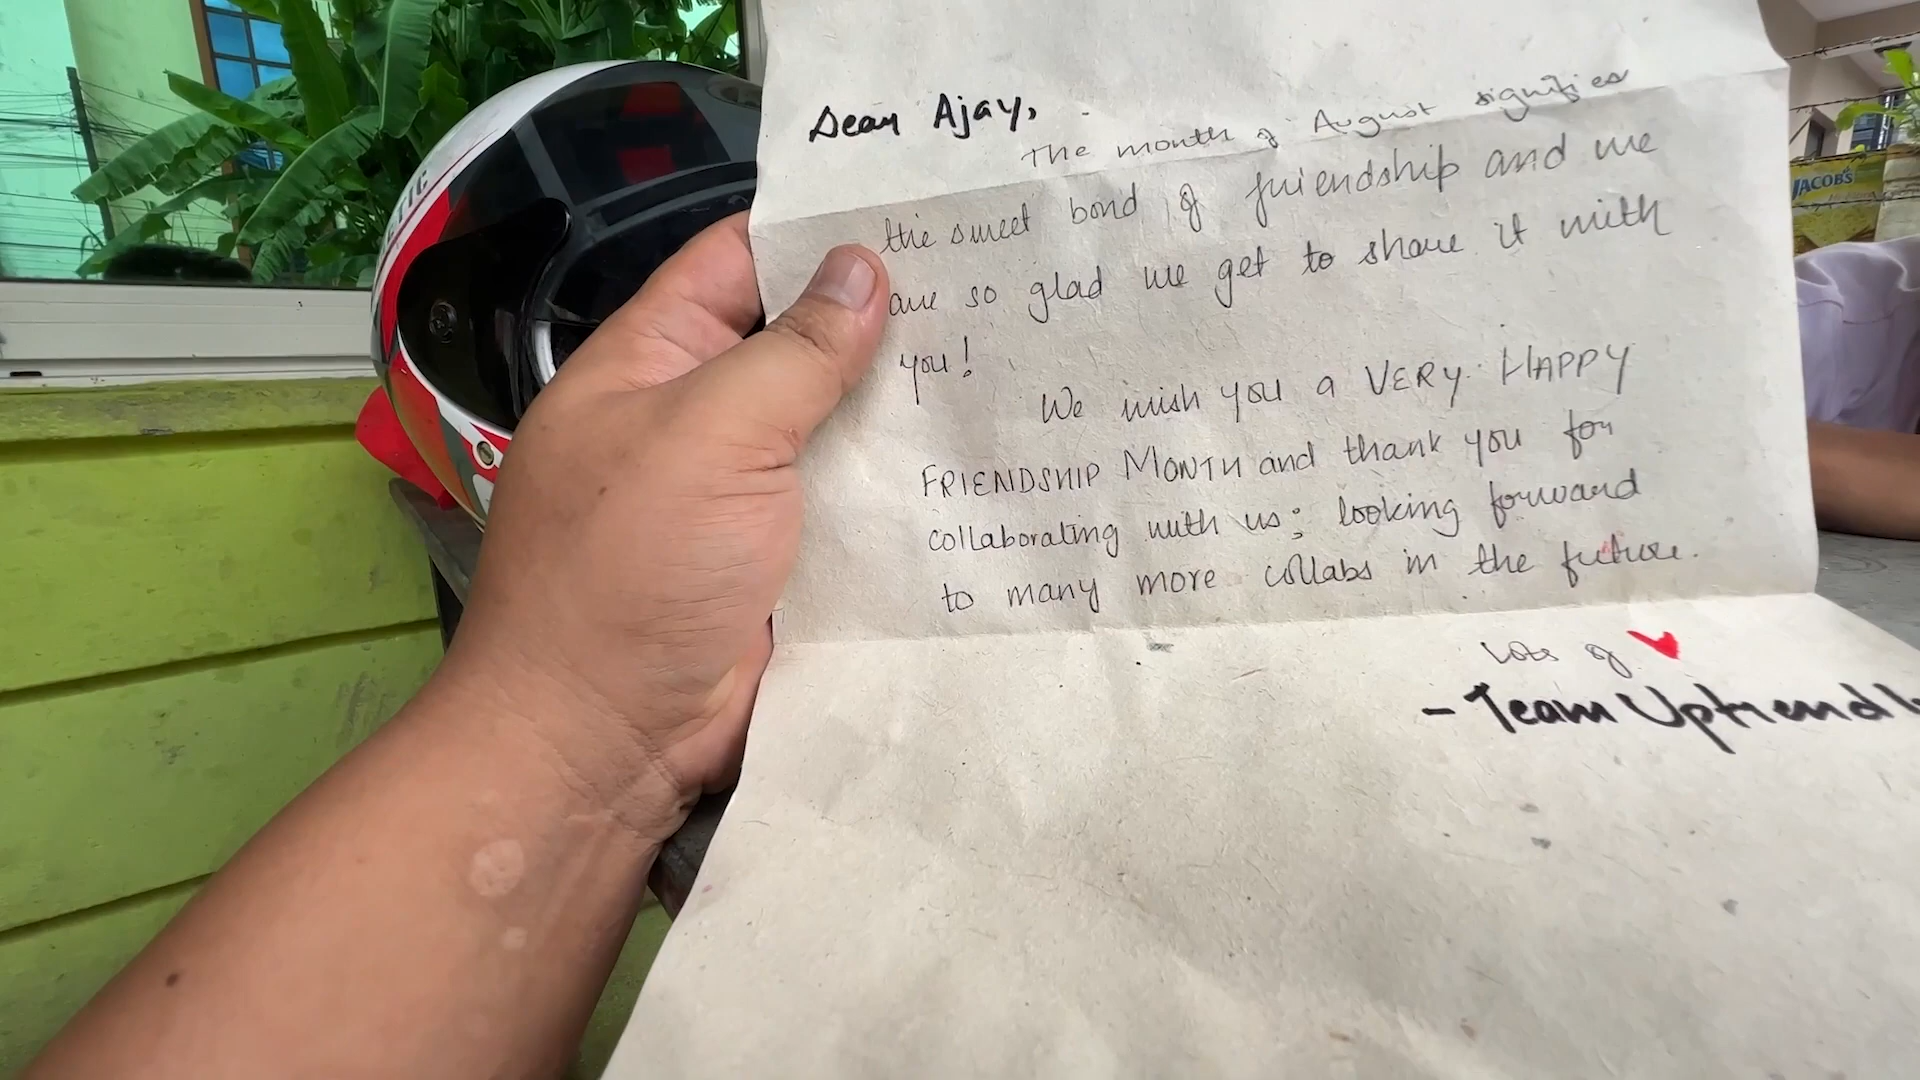 Dear Ajay,
The month of August signifies
the sweet bond of friendship and we
are so glad we get to share it with
you!
We wish you a VERY HAPPY
FRIENDSHIP MONTH and thank you for
collaborating with us; looking forward
to many more collabs in the future.
Lots of
- Team Upfriendl
JACOB'S